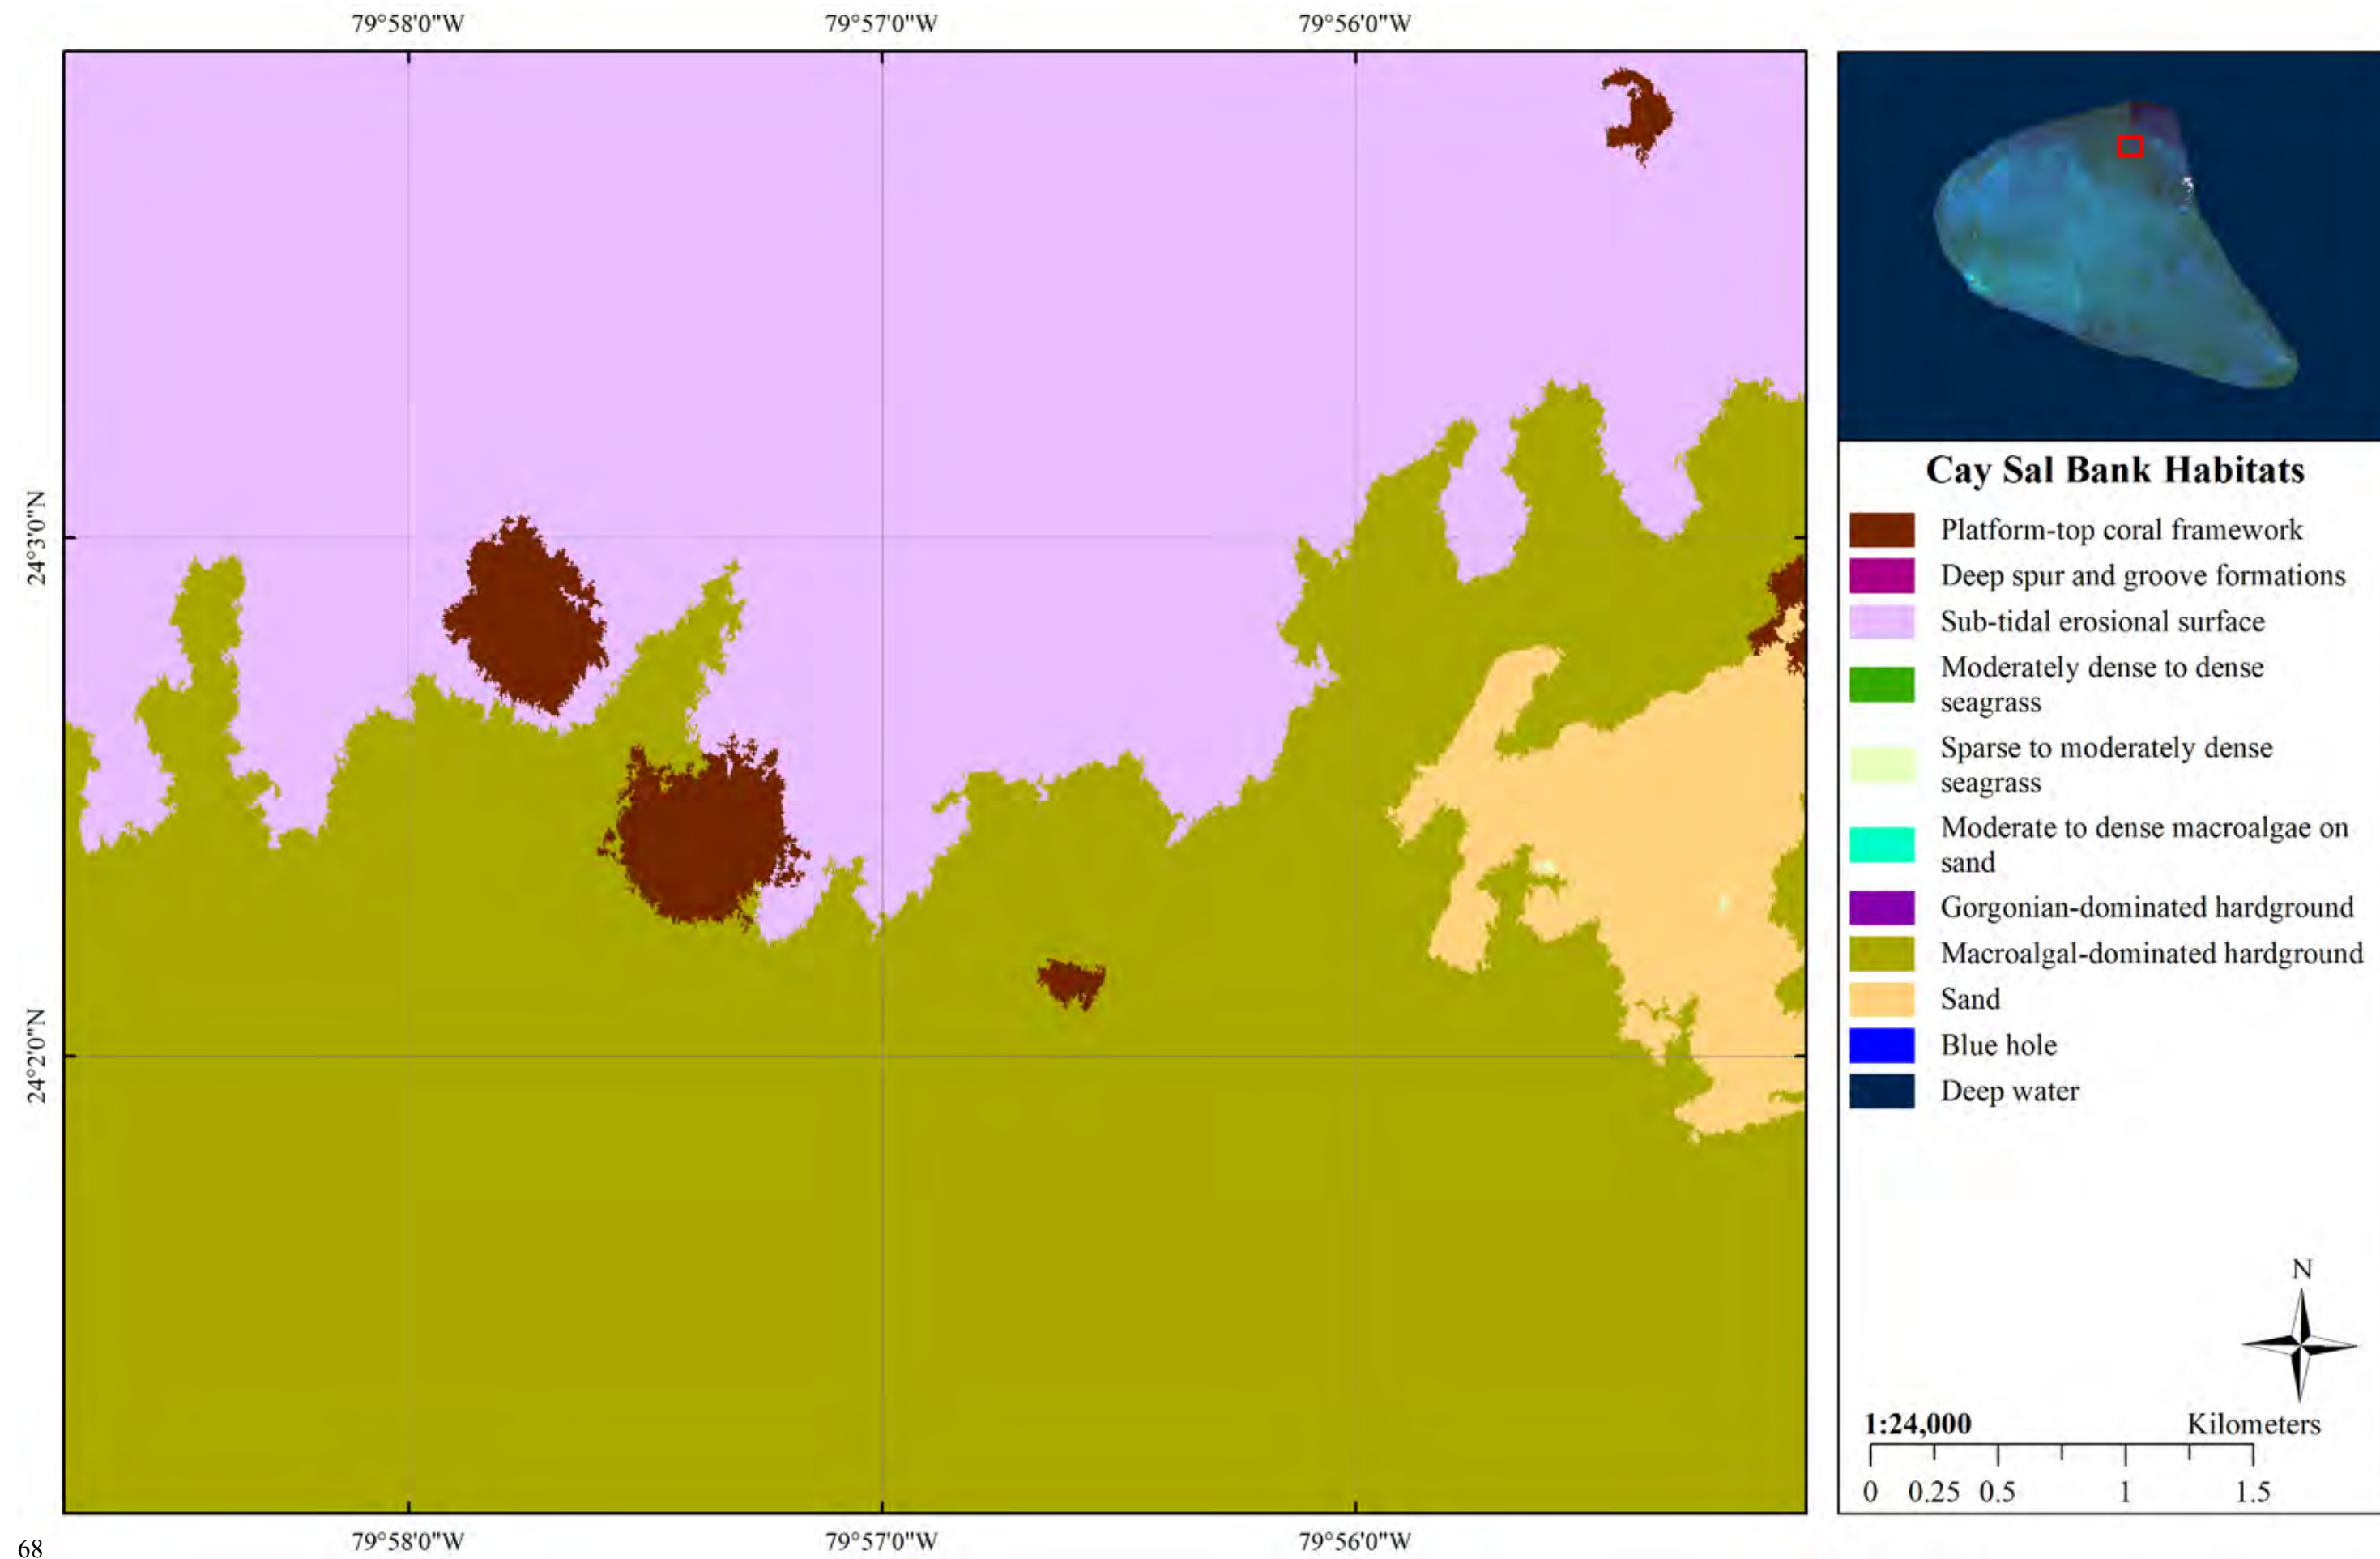 79°58'0"W 79°57'0"W 79°56'0"W
24°3'0"N
24°2'0"N
79°58'0"W 79°57'0"W 79°56'0"W
Cay Sal Bank Habitats
Platform-top coral framework
Deep spur and groove formations
Sub-tidal erosional surface
Moderately dense to dense
seagrass
Sparse to moderately dense
seagrass
Moderate to dense macroalgae on
sand
Gorgonian-dominated hardground
Macroalgal-dominated hardground
Sand
Blue hole
Deep water
N
1:24,000 Kilometers
0 0.25 0.5 1 1.5
68